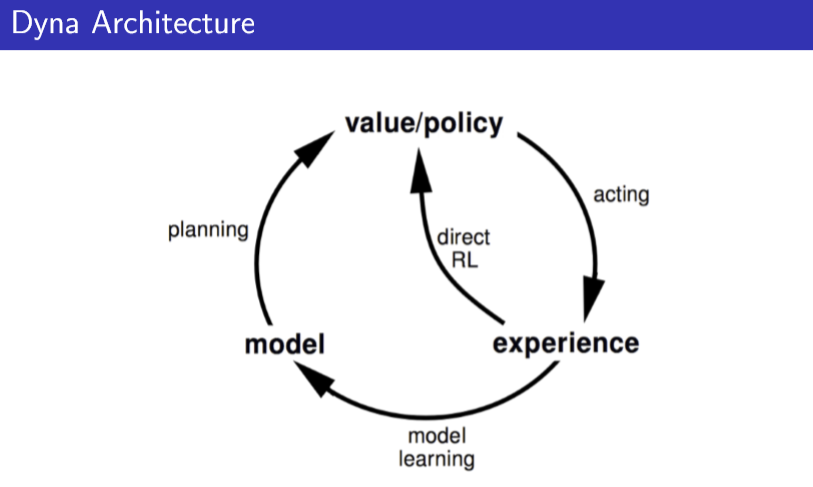 Dyna Architecture
value/policy
acting
planning
direct
RL
model
experience
model
learning